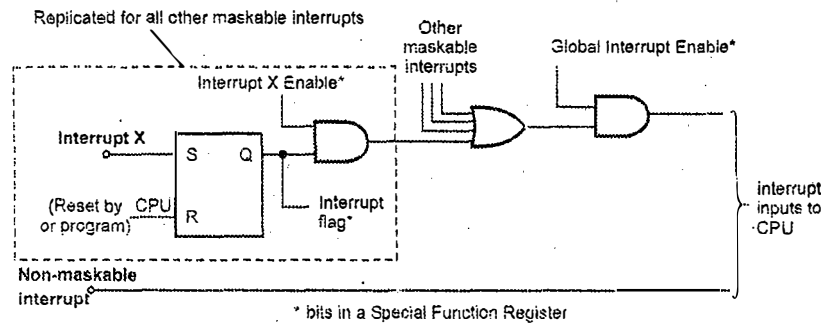 Replicated for all other maskable interrupts
Other
maskable
interrupts
Global Interrupt Enable*
Interrupt X Enable*
Interrupt X
S
Q
(Reset by CPU
or program)
R
Interrupt
flag*
interrupt
inputs to
CPU
Non-maskable
interrupt
* bits in a Special Function Register